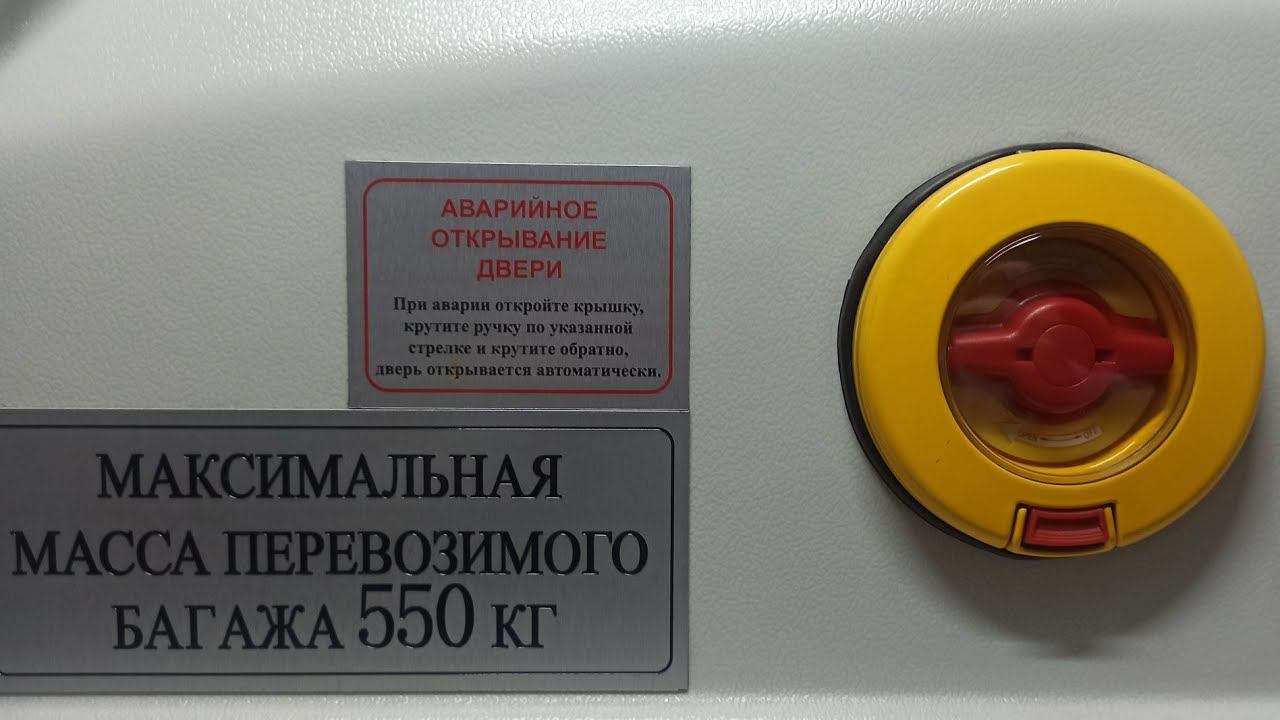 АВАРИЙНОЕ
ОТКРЫВАНИЕ
ДВЕРИ
При аварии откройте крышку,
крутите ручку по указанной
стрелке и крутите обратно,
дверь открывается автоматически.
МАКСИМАЛЬНАЯ
МАССА ПЕРЕВОЗИМОГО
БАГАЖА 550 КГ